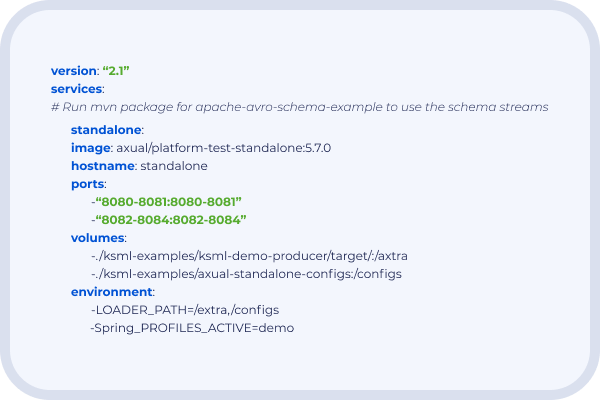 version: “2.1”
services:
# Run mvn package for apache-avro-schema-example to use the schema streams
standalone:
image: axual/platform-test-standalone:5.7.0
hostname: standalone
ports:
-“8080-8081:8080-8081”
-“8082-8084:8082-8084”
volumes:
-./ksml-examples/ksml-demo-producer/target/:/axtra
-./ksml-examples/axual-standalone-configs:/configs
environment:
-LOADER_PATH=/extra,/configs
-Spring_PROFILES_ACTIVE=demo